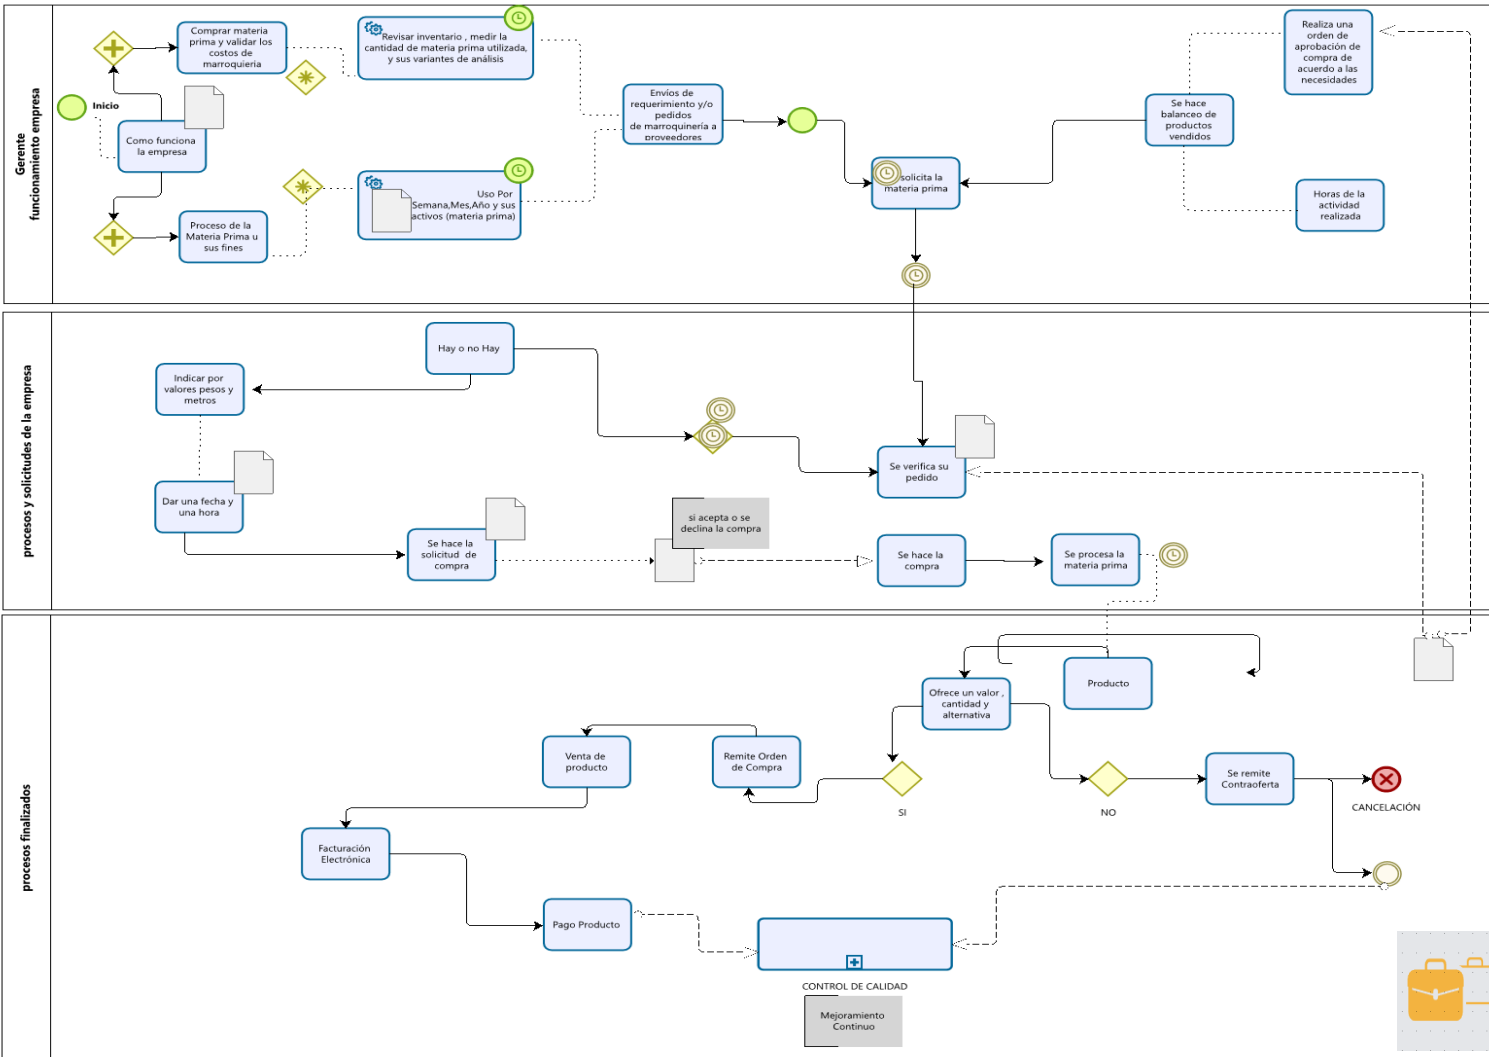 Gerente
funcionamiento empresa
Inicio
Como funciona
la empresa
Comprar materia
prima y validar los
costos de
marroquieria
Revisar inventario , medir la
cantidad de materia prima utilizada,
y sus variantes de análisis
Proceso de la
Materia Prima u
sus fines
Uso Por
Semana,Mes,Año y sus
activos (materia prima)
Envíos de
requerimiento y/o
pedidos
de marroquinería a
proveedores
solicita la
materia prima
Se hace
balanceo de
productos
vendidos
Realiza una
orden de
aprobación de
compra de
acuerdo a las
necesidades
Horas de la
actividad
realizada
procesos y solicitudes de la empresa
Hay o no Hay
Indicar por
valores pesos y
metros
Dar una fecha y
una hora
Se hace la
solicitud de
compra
si acepta o se
declina la compra
Se verifica su
pedido
Se hace la
compra
Se procesa la
materia prima
procesos finalizados
Producto
Ofrece un valor ,
cantidad y
alternativa
SI
NO
Remite Orden
de Compra
Venta de
producto
Facturación
Electrónica
Pago Producto
Se remite
Contraoferta
CANCELACIÓN
CONTROL DE CALIDAD
Mejoramiento
Continuo